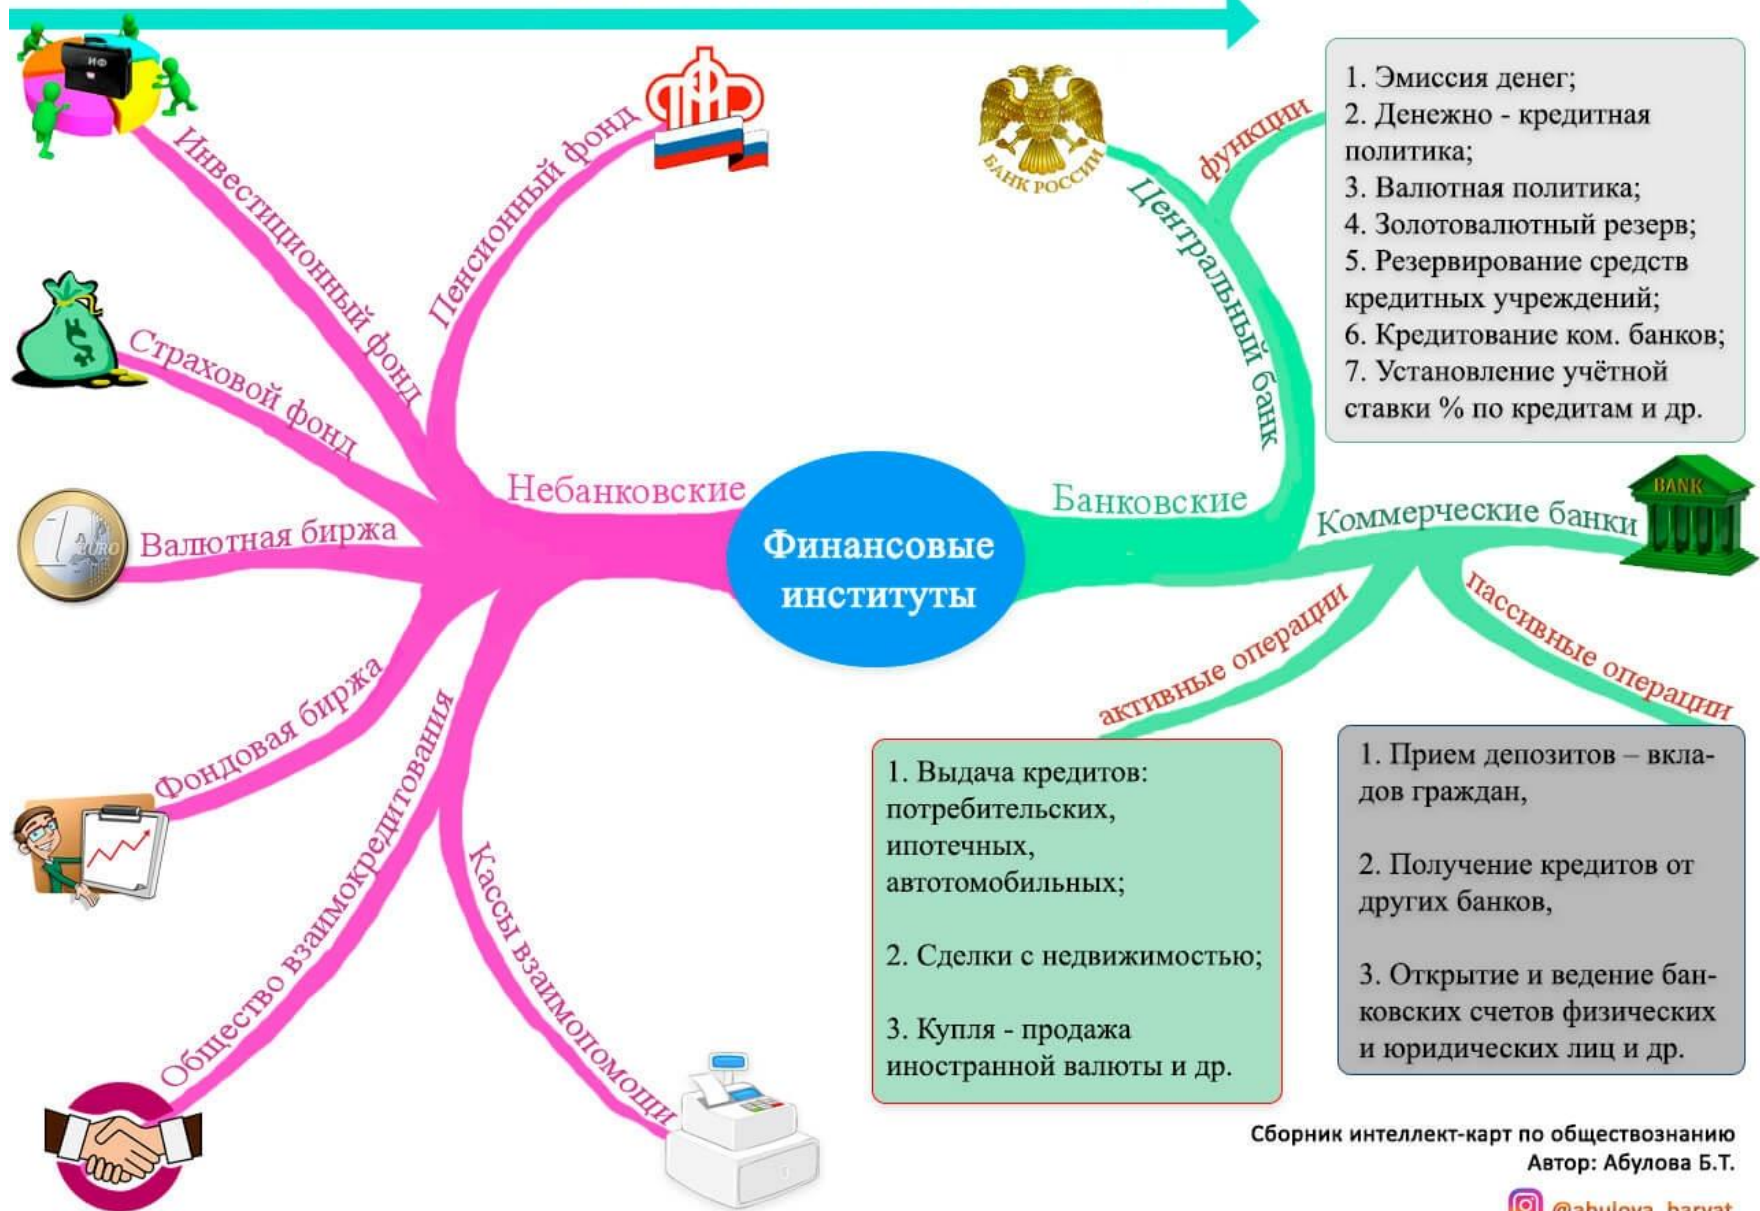 ИФ
Инвестиционный фонд
Пенсионный фонд
Страховой фонд
Валютная биржа
1 EURO
Фондовая биржа
Общество взаимокредитования
Кассы взаимопомощи
Небанковские
Финансовые
институты
Банковские
БАНК РОССИИ
Центральный банк
функции
1. Эмиссия денег;
2. Денежно - кредитная
политика;
3. Валютная политика;
4. Золотовалютный резерв;
5. Резервирование средств
кредитных учреждений;
6. Кредитование ком. банков;
7. Установление учётной
ставки % по кредитам и др.
Коммерческие банки
BANK
активные операции
1. Выдача кредитов:
потребительских,
ипотечных,
автотомобильных;
2. Сделки с недвижимостью;
3. Купля - продажа
иностранной валюты и др.
пассивные операции
1. Прием депозитов – вкла-
дов граждан,
2. Получение кредитов от
других банков,
3. Открытие и ведение бан-
ковских счетов физических
и юридических лиц и др.
Сборник интеллект-карт по обществознанию
Автор: Абулова Б.Т.
@abulova_baryat